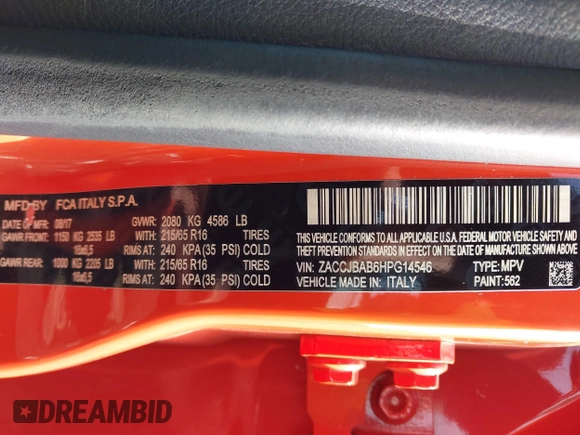 MFD BY FCA ITALY S.P.A.
DATE OF MFR 08/17 GVWR: 2080 KG 4586 LB
GAWR FRONT: 1150 KG 2535 LB WITH: 215/65 R16 TIRES
16x6,5 RIMS AT: 240 KPA (35 PSI) COLD
GAWR REAR: 1000 KG 2205 LB WITH: 215/65 R16 TIRES
16x6,5 RIMS AT: 240 KPA (35 PSI) COLD
THIS VEHICLE CONFORMS TO ALL APPLICABLE U.S.A. FEDERAL MOTOR VEHICLE SAFETY AND
THEFT PREVENTION STANDARDS IN EFFECT ON THE DATE OF MANUFACTURE SHOWN ABOVE.
VIN: ZACCJBAB6HPG14546 TYPE: MPV
VEHICLE MADE IN: ITALY PAINT: 562
DREAMBID